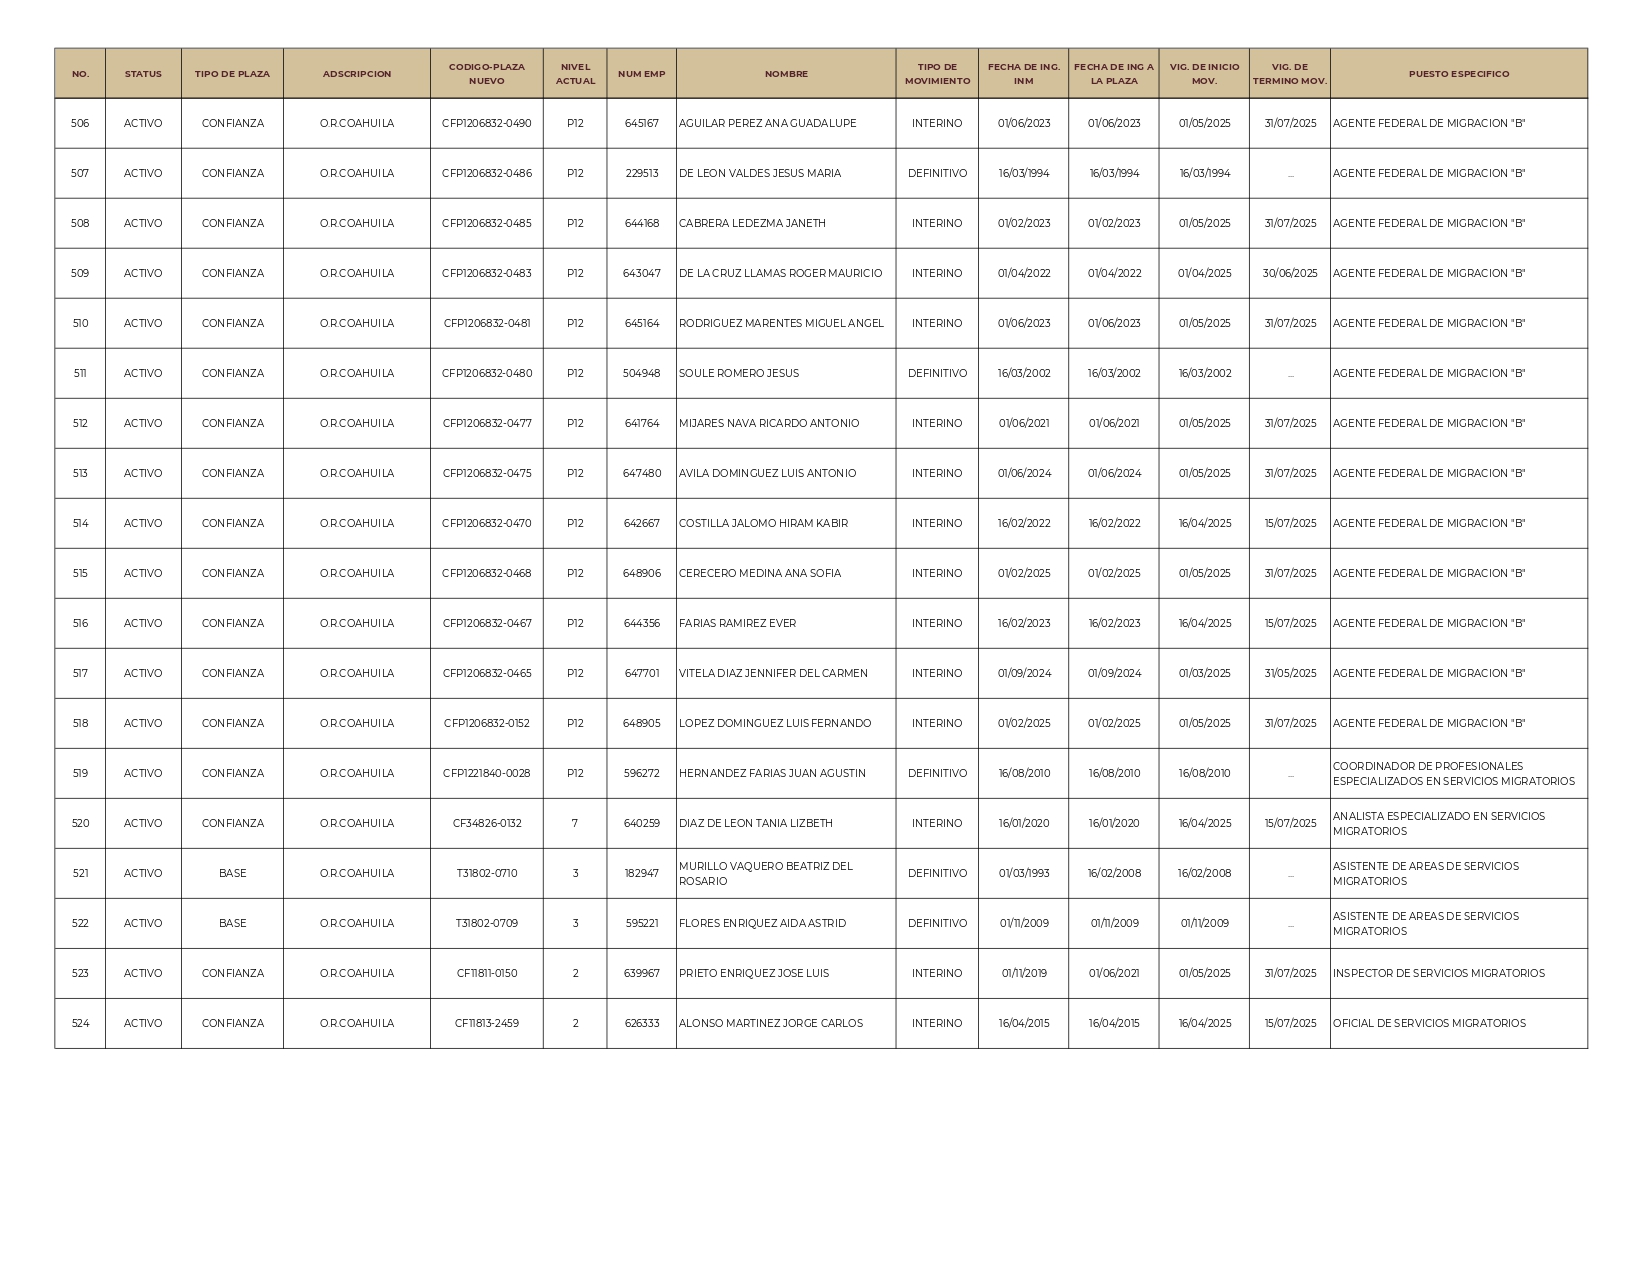 NO. STATUS TIPO DE PLAZA ADSCRIPCION CODIGO-PLAZA NUEVO NIVEL ACTUAL NUM EMP NOMBRE TIPO DE MOVIMIENTO FECHA DE ING. INM FECHA DE ING A LA PLAZA VIG. DE INICIO MOV. VIG. DE TERMINO MOV. PUESTO ESPECIFICO
506 ACTIVO CONFIANZA O.R.COAHUILA CFP1206832-0490 P12 645167 AGUILAR PEREZ ANA GUADALUPE INTERINO 01/06/2023 01/06/2023 01/05/2025 31/07/2025 AGENTE FEDERAL DE MIGRACION "B"
507 ACTIVO CONFIANZA O.R.COAHUILA CFP1206832-0486 P12 229513 DE LEON VALDES JESUS MARIA DEFINITIVO 16/03/1994 16/03/1994 16/03/1994 ... AGENTE FEDERAL DE MIGRACION "B"
508 ACTIVO CONFIANZA O.R.COAHUILA CFP1206832-0485 P12 644168 CABRERA LEDEZMA JANETH INTERINO 01/02/2023 01/02/2023 01/05/2025 31/07/2025 AGENTE FEDERAL DE MIGRACION "B"
509 ACTIVO CONFIANZA O.R.COAHUILA CFP1206832-0483 P12 643047 DE LA CRUZ LLAMAS ROGER MAURICIO INTERINO 01/04/2022 01/04/2022 01/04/2025 30/06/2025 AGENTE FEDERAL DE MIGRACION "B"
510 ACTIVO CONFIANZA O.R.COAHUILA CFP1206832-0481 P12 645164 RODRIGUEZ MARENTES MIGUEL ANGEL INTERINO 01/06/2023 01/06/2023 01/05/2025 31/07/2025 AGENTE FEDERAL DE MIGRACION "B"
511 ACTIVO CONFIANZA O.R.COAHUILA CFP1206832-0480 P12 504948 SOULE ROMERO JESUS DEFINITIVO 16/03/2002 16/03/2002 16/03/2002 ... AGENTE FEDERAL DE MIGRACION "B"
512 ACTIVO CONFIANZA O.R.COAHUILA CFP1206832-0477 P12 641764 MIJARES NAVA RICARDO ANTONIO INTERINO 01/06/2021 01/06/2021 01/05/2025 31/07/2025 AGENTE FEDERAL DE MIGRACION "B"
513 ACTIVO CONFIANZA O.R.COAHUILA CFP1206832-0475 P12 647480 AVILA DOMINGUEZ LUIS ANTONIO INTERINO 01/06/2024 01/06/2024 01/05/2025 31/07/2025 AGENTE FEDERAL DE MIGRACION "B"
514 ACTIVO CONFIANZA O.R.COAHUILA CFP1206832-0470 P12 642667 COSTILLA JALOMO HIRAM KABIR INTERINO 16/02/2022 16/02/2022 16/04/2025 15/07/2025 AGENTE FEDERAL DE MIGRACION "B"
515 ACTIVO CONFIANZA O.R.COAHUILA CFP1206832-0468 P12 648906 CERECERO MEDINA ANA SOFIA INTERINO 01/02/2025 01/02/2025 01/05/2025 31/07/2025 AGENTE FEDERAL DE MIGRACION "B"
516 ACTIVO CONFIANZA O.R.COAHUILA CFP1206832-0467 P12 644356 FARIAS RAMIREZ EVER INTERINO 16/02/2023 16/02/2023 16/04/2025 15/07/2025 AGENTE FEDERAL DE MIGRACION "B"
517 ACTIVO CONFIANZA O.R.COAHUILA CFP1206832-0465 P12 647701 VITELA DIAZ JENNIFER DEL CARMEN INTERINO 01/09/2024 01/09/2024 01/03/2025 31/05/2025 AGENTE FEDERAL DE MIGRACION "B"
518 ACTIVO CONFIANZA O.R.COAHUILA CFP1206832-0152 P12 648905 LOPEZ DOMINGUEZ LUIS FERNANDO INTERINO 01/02/2025 01/02/2025 01/05/2025 31/07/2025 AGENTE FEDERAL DE MIGRACION "B"
519 ACTIVO CONFIANZA O.R.COAHUILA CFP1221840-0028 P12 596272 HERNANDEZ FARIAS JUAN AGUSTIN DEFINITIVO 16/08/2010 16/08/2010 16/08/2010 ... COORDINADOR DE PROFESIONALES ESPECIALIZADOS EN SERVICIOS MIGRATORIOS
520 ACTIVO CONFIANZA O.R.COAHUILA CF34826-0132 7 640259 DIAZ DE LEON TANIA LIZBETH INTERINO 16/01/2020 16/01/2020 16/04/2025 15/07/2025 ANALISTA ESPECIALIZADO EN SERVICIOS MIGRATORIOS
521 ACTIVO BASE O.R.COAHUILA T31802-0710 3 182947 MURILLO VAQUERO BEATRIZ DEL ROSARIO DEFINITIVO 01/03/1993 16/02/2008 16/02/2008 ... ASISTENTE DE AREAS DE SERVICIOS MIGRATORIOS
522 ACTIVO BASE O.R.COAHUILA T31802-0709 3 595221 FLORES ENRIQUEZ AIDA ASTRID DEFINITIVO 01/11/2009 01/11/2009 01/11/2009 ... ASISTENTE DE AREAS DE SERVICIOS MIGRATORIOS
523 ACTIVO CONFIANZA O.R.COAHUILA CF11811-0150 2 639967 PRIETO ENRIQUEZ JOSE LUIS INTERINO 01/11/2019 01/06/2021 01/05/2025 31/07/2025 INSPECTOR DE SERVICIOS MIGRATORIOS
524 ACTIVO CONFIANZA O.R.COAHUILA CF11813-2459 2 626333 ALONSO MARTINEZ JORGE CARLOS INTERINO 16/04/2015 16/04/2015 16/04/2025 15/07/2025 OFICIAL DE SERVICIOS MIGRATORIOS